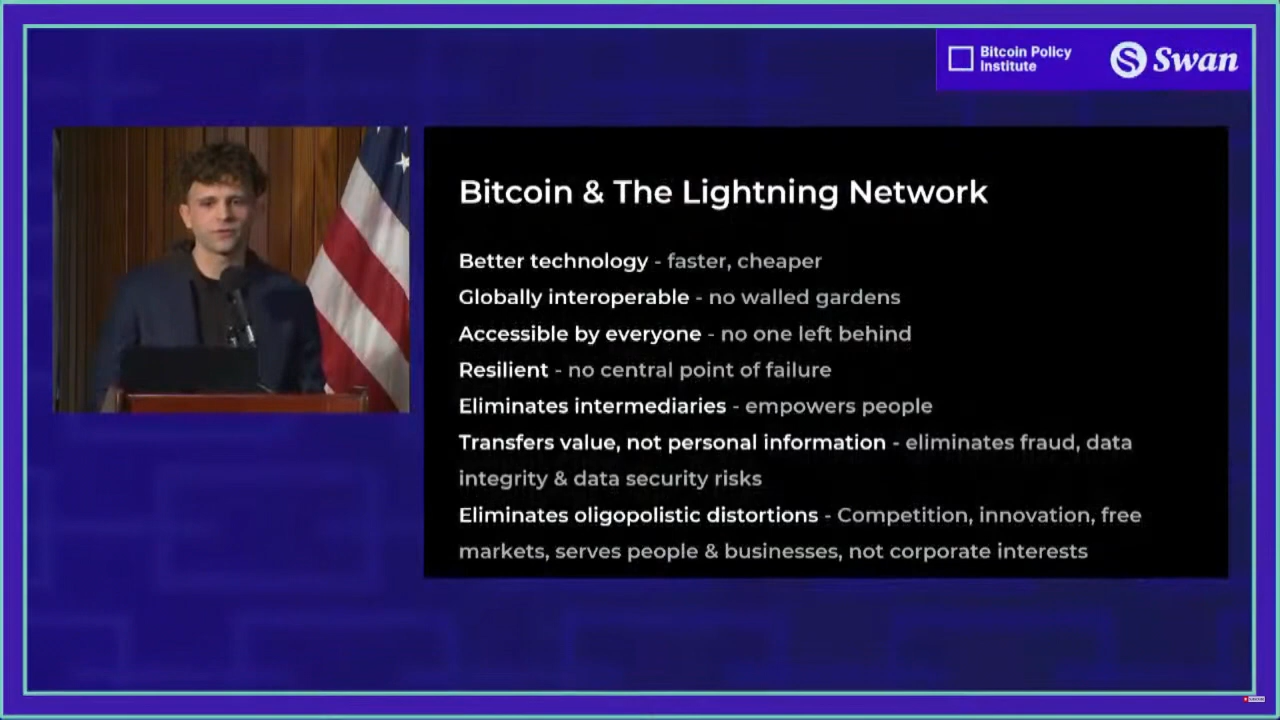 Bitcoin Policy
Institute
Swan
Bitcoin & The Lightning Network
Better technology - faster, cheaper
Globally interoperable - no walled gardens
Accessible by everyone - no one left behind
Resilient - no central point of failure
Eliminates intermediaries - empowers people
Transfers value, not personal information - eliminates fraud, data
integrity & data security risks
Eliminates oligopolistic distortions - Competition, innovation, free
markets, serves people & businesses, not corporate interests